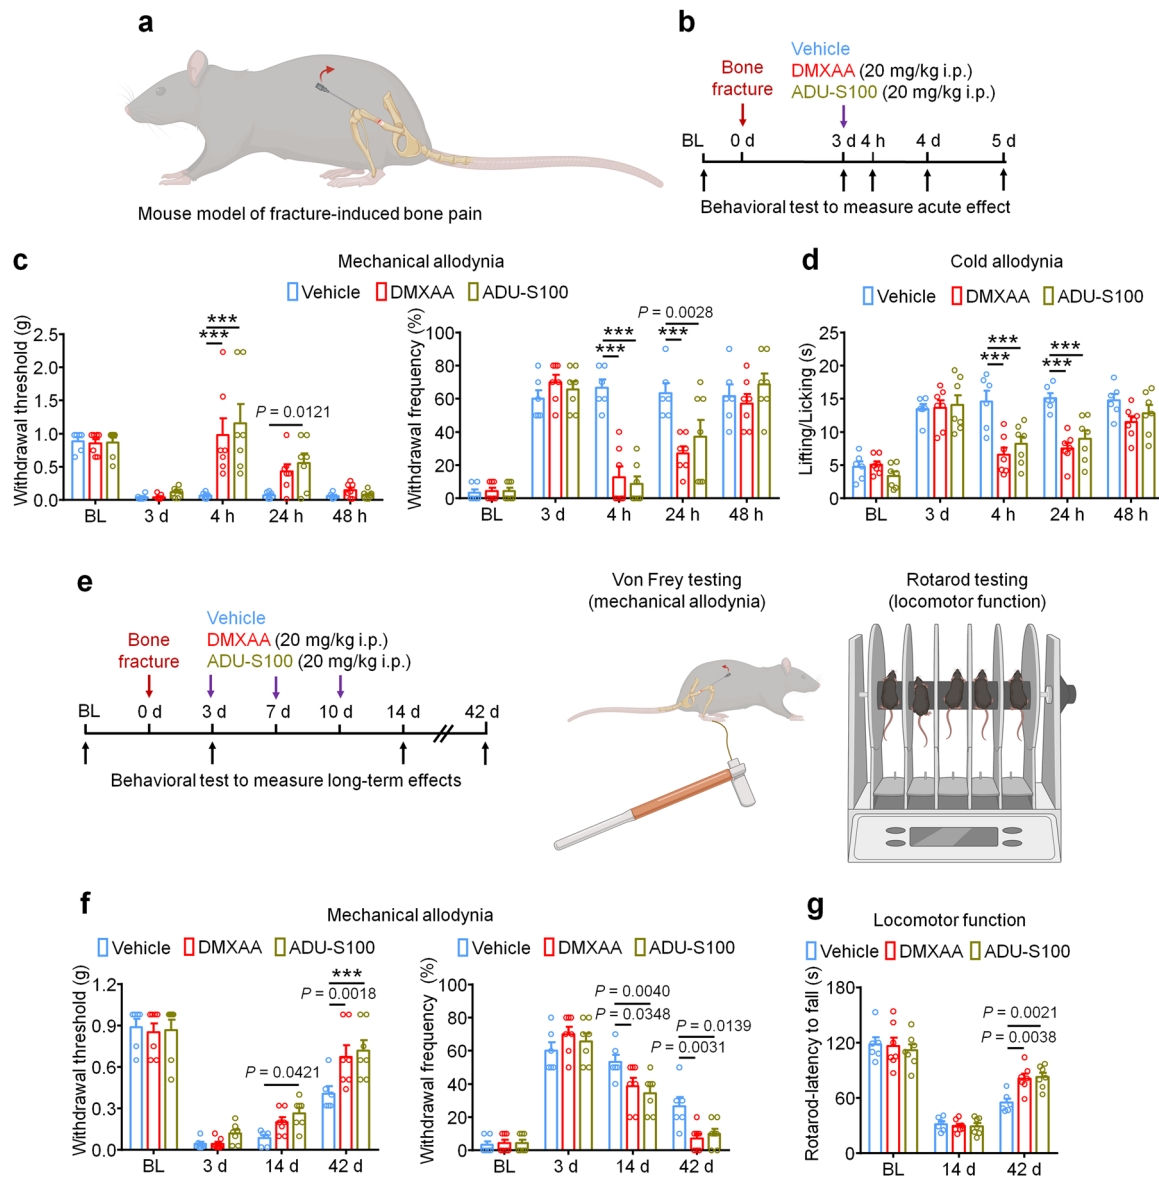 a
Mouse model of fracture-induced bone pain
b
Vehicle
DMXAA (20 mg/kg i.p.)
ADU-S100 (20 mg/kg i.p.)
Bone
fracture
BL 0 d 3 d 4 h 4 d 5 d
Behavioral test to measure acute effect
c
Mechanical allodynia
Vehicle DMXAA ADU-S100
Withdrawal threshold (g)
2.5
2.0
1.5
1.0
0.5
0.0
***
***
P = 0.0121
BL 3 d 4 h 24 h 48 h
Withdrawal frequency (%)
100
80
60
40
20
0
***
***
P = 0.0028
***
BL 3 d 4 h 24 h 48 h
d
Cold allodynia
Vehicle DMXAA ADU-S100
Lifting/Licking (s)
25
20
15
10
5
0
***
***
***
***
BL 3 d 4 h 24 h 48 h
e
Vehicle
DMXAA (20 mg/kg i.p.)
ADU-S100 (20 mg/kg i.p.)
Bone
fracture
BL 0 d 3 d 7 d 10 d 14 d 42 d
Behavioral test to measure long-term effects
Von Frey testing
(mechanical allodynia)
Rotarod testing
(locomotor function)
f
Mechanical allodynia
Vehicle DMXAA ADU-S100
Withdrawal threshold (g)
1.2
0.9
0.6
0.3
0.0
P = 0.0421
***
P = 0.0018
BL 3 d 14 d 42 d
Vehicle DMXAA ADU-S100
Withdrawal frequency (%)
100
80
60
40
20
0
P = 0.0040
P = 0.0348
P = 0.0139
P = 0.0031
BL 3 d 14 d 42 d
g
Locomotor function
Vehicle DMXAA ADU-S100
Rotarod-latency to fall (s)
180
120
60
0
P = 0.0021
P = 0.0038
BL 14 d 42 d